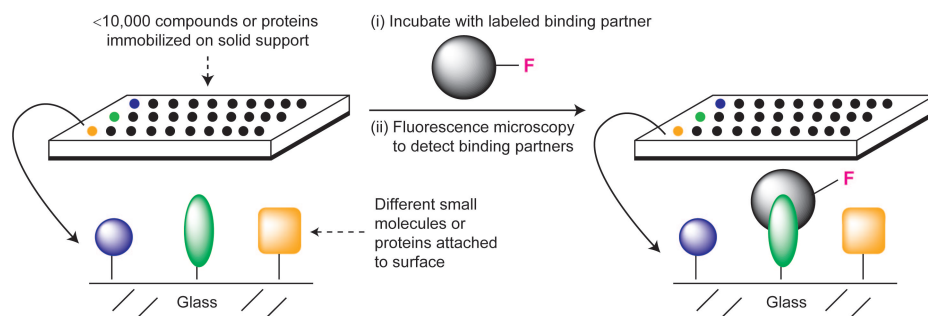 <10,000 compounds or proteins
immobilized on solid support
(i) Incubate with labeled binding partner
F
(ii) Fluorescence microscopy
to detect binding partners
Different small
molecules or
proteins attached
to surface
Glass
F
Glass